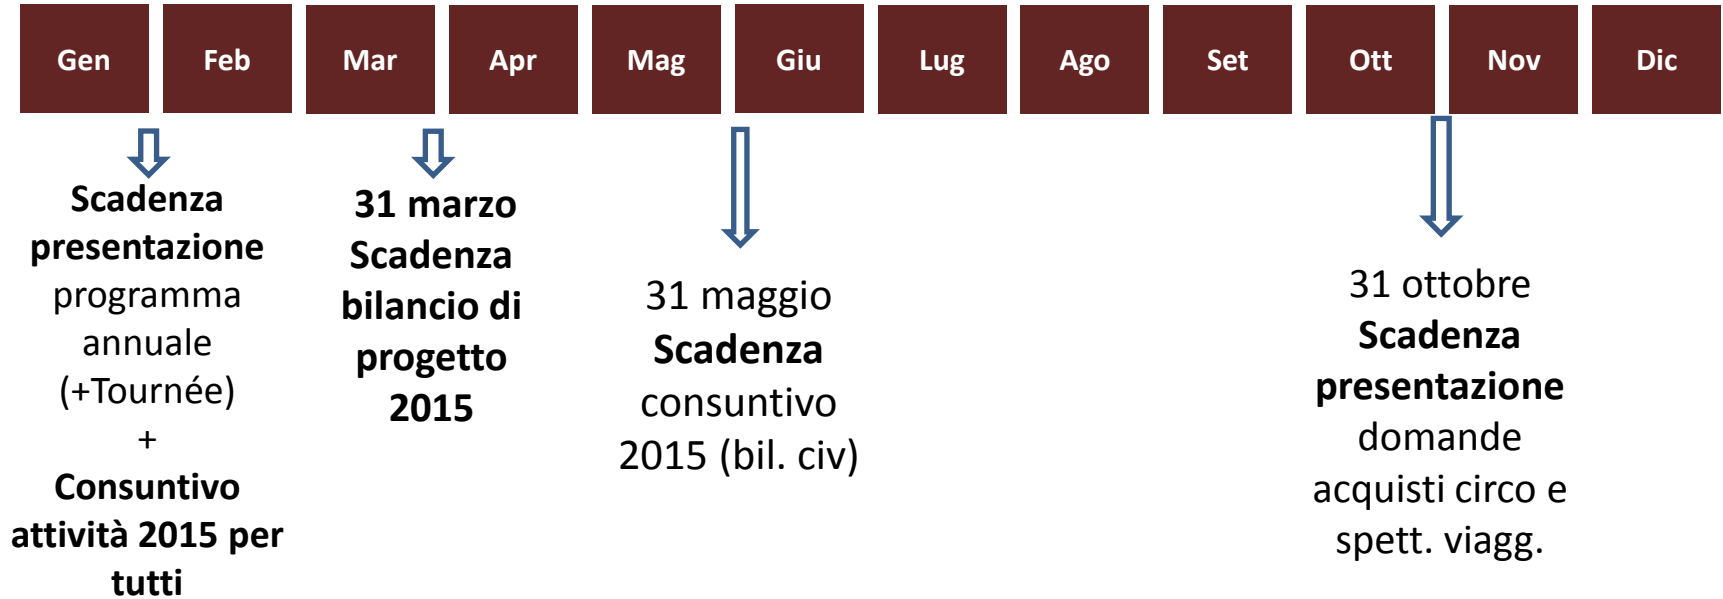 Gen Feb Mar Apr Mag Giu Lug Ago Set Ott Nov Dic
Scadenza
presentazione
programma
annuale
(+Tournée)
+
Consuntivo
attività 2015 per
tutti
31 marzo
Scadenza
bilancio di
progetto
2015
31 maggio
Scadenza
consuntivo
2015 (bil. civ)
31 ottobre
Scadenza
presentazione
domande
acquisti circo e
spett. viagg.